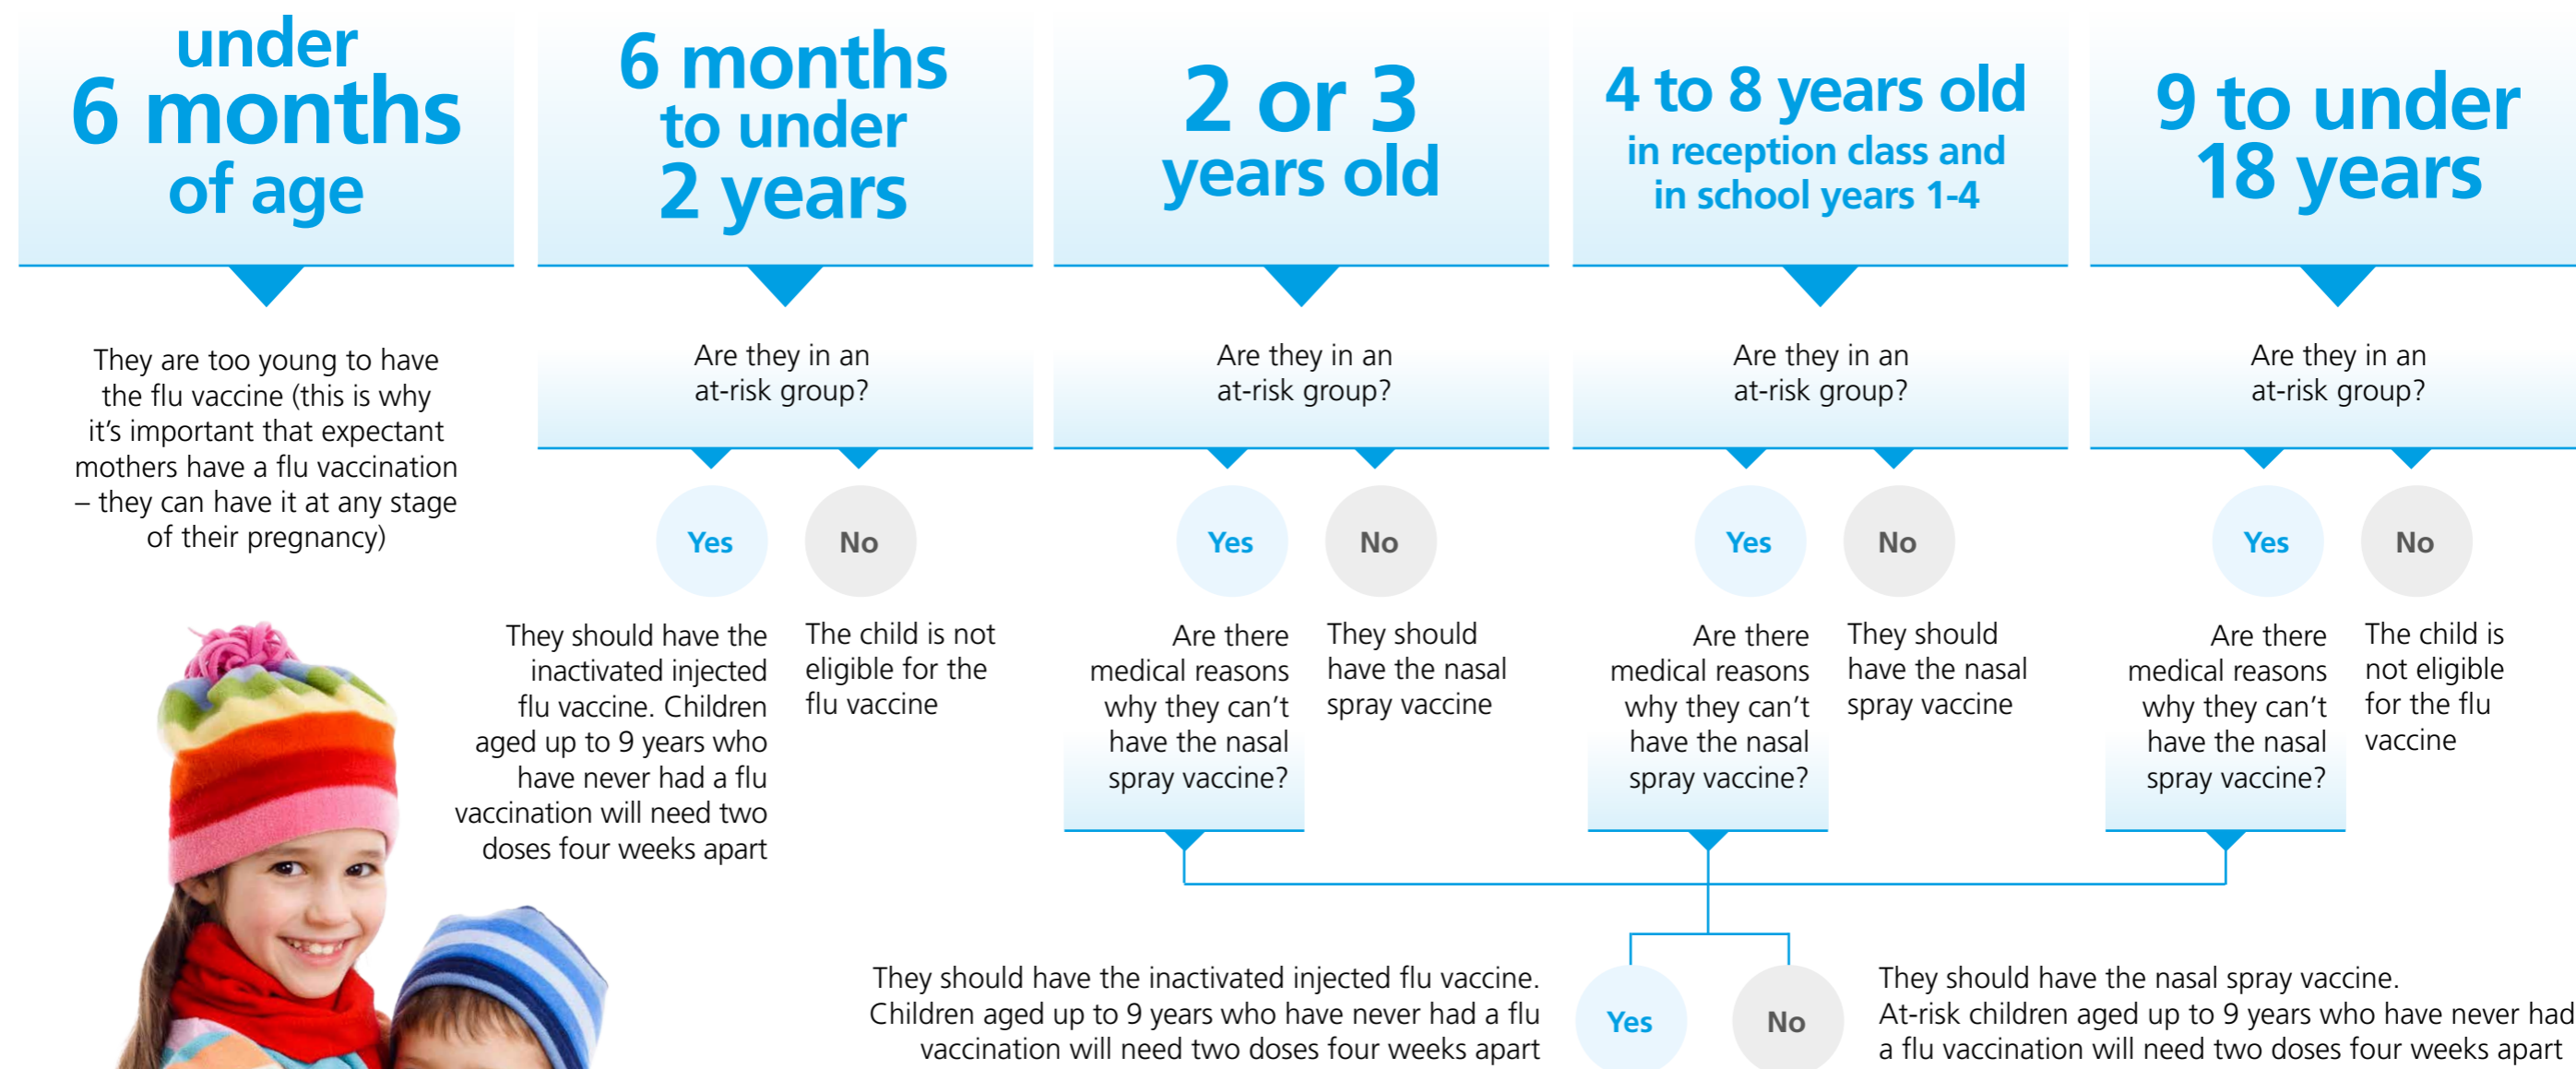 under
6 months
of age
They are too young to have
the flu vaccine (this is why
it's important that expectant
mothers have a flu vaccination
– they can have it at any stage
of their pregnancy)
6 months
to under
2 years
Are they in an
at-risk group?
Yes
They should have the
inactivated injected
flu vaccine. Children
aged up to 9 years who
have never had a flu
vaccination will need two
doses four weeks apart
No
The child is not
eligible for the
flu vaccine
2 or 3
years old
Are they in an
at-risk group?
Yes
Are there
medical reasons
why they can't
have the nasal
spray vaccine?
No
They should
have the nasal
spray vaccine
4 to 8 years old
in reception class and
in school years 1-4
Are they in an
at-risk group?
Yes
Are there
medical reasons
why they can't
have the nasal
spray vaccine?
No
They should
have the nasal
spray vaccine
9 to under
18 years
Are they in an
at-risk group?
Yes
Are there
medical reasons
why they can't
have the nasal
spray vaccine?
No
The child is
not eligible
for the flu
vaccine
Yes
They should have the inactivated injected flu vaccine.
Children aged up to 9 years who have never had a flu
vaccination will need two doses four weeks apart
No
They should have the nasal spray vaccine.
At-risk children aged up to 9 years who have never had
a flu vaccination will need two doses four weeks apart